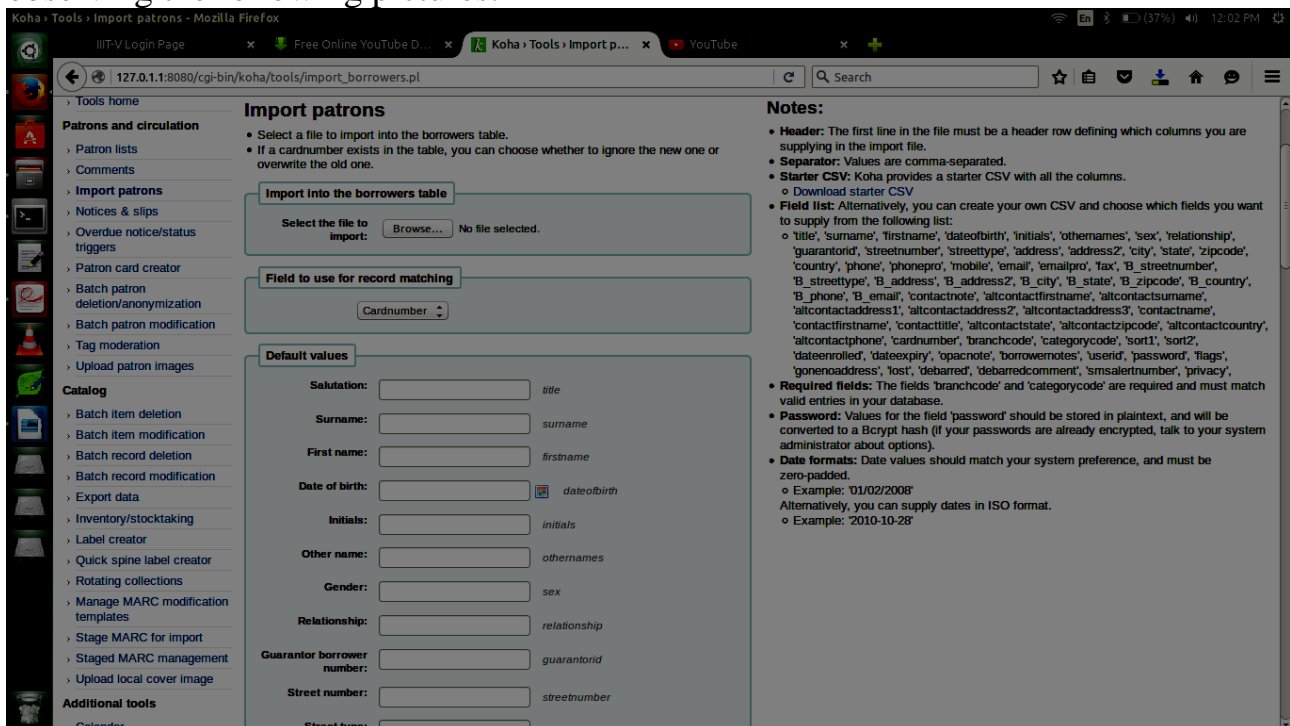 Koha › Tools › Import patrons - Mozilla Firefox
En
(37%)
12:02 PM
IIIT-V Login Page
Free Online YouTube D...
Koha › Tools › Import p...
YouTube
127.0.1.1:8080/cgi-bin/koha/tools/import_borrowers.pl
Search
› Tools home
Patrons and circulation
› Patron lists
› Comments
› Import patrons
› Notices & slips
› Overdue notice/status
triggers
› Patron card creator
› Batch patron
deletion/anonymization
› Batch patron modification
› Tag moderation
› Upload patron images
Catalog
› Batch item deletion
› Batch item modification
› Batch record deletion
› Batch record modification
› Export data
› Inventory/stocktaking
› Label creator
› Quick spine label creator
› Rotating collections
› Manage MARC modification
templates
› Stage MARC for import
› Staged MARC management
› Upload local cover image
Additional tools
Import patrons
• Select a file to import into the borrowers table.
• If a cardnumber exists in the table, you can choose whether to ignore the new one or
overwrite the old one.
Import into the borrowers table
Select the file to
import:
Browse... No file selected.
Field to use for record matching
Cardnumber
Default values
Salutation: title
Surname: surname
First name: firstname
Date of birth: dateofbirth
Initials: initials
Other name: othernames
Gender: sex
Relationship: relationship
Guarantor borrower
number: guarantorid
Street number: streetnumber
Notes:
• Header: The first line in the file must be a header row defining which columns you are
supplying in the import file.
• Separator: Values are comma-separated.
• Starter CSV: Koha provides a starter CSV with all the columns.
Download starter CSV
• Field list: Alternatively, you can create your own CSV and choose which fields you want
to supply from the following list:
'title', 'surname', 'firstname', 'dateofbirth', 'initials', 'othernames', 'sex', 'relationship',
'guarantorid', 'streetnumber', 'streettype', 'address', 'address2', 'city', 'state', 'zipcode',
'country', 'phone', 'phonepro', 'mobile', 'email', 'emailpro', 'fax', 'B_streetnumber',
'B_streettype', 'B_address', 'B_address2', 'B_city', 'B_state', 'B_zipcode', 'B_country',
'B_phone', 'B_email', 'contactnote', 'altcontactfirstname', 'altcontactsurname',
'altcontactaddress1', 'altcontactaddress2', 'altcontactaddress3', 'contactname',
'contactfirstname', 'contacttitle', 'altcontactstate', 'altcontactzipcode', 'altcontactcountry',
'altcontactphone', 'cardnumber', 'branchcode', 'categorycode', 'sort1', 'sort2',
'dateenrolled', 'dateexpiry', 'opacnote', 'borrowernotes', 'userid', 'password', 'flags',
'gonenoaddress', 'lost', 'debarred', 'debarredcomment', 'smsalertnumber', 'privacy',
• Required fields: The fields 'branchcode' and 'categorycode' are required and must match
valid entries in your database.
• Password: Values for the field 'password' should be stored in plaintext, and will be
converted to a Bcrypt hash (if your passwords are already encrypted, talk to your system
administrator about options).
• Date formats: Date values should match your system preference, and must be
zero-padded.
Example: '01/02/2008'
Alternatively, you can supply dates in ISO format.
Example: '2010-10-28'